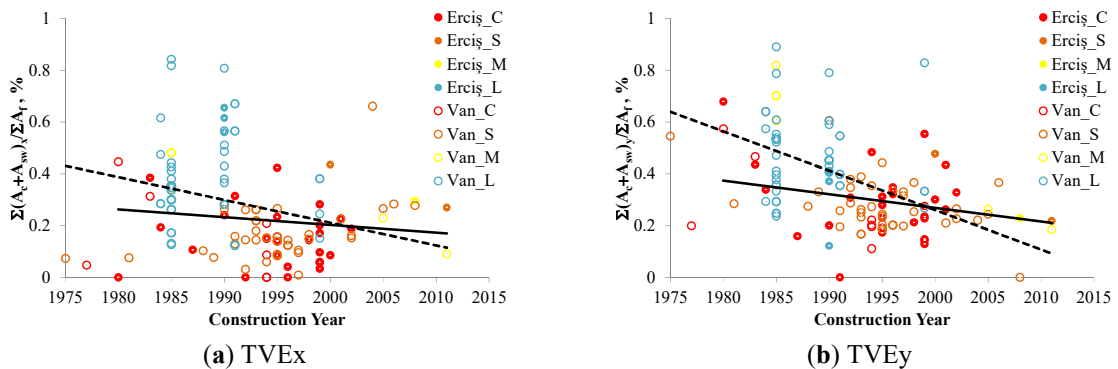 Σ(Ac+Asw)x/ΣAf, %
1
0.8
0.6
0.4
0.2
0
1975 1980 1985 1990 1995 2000 2005 2010 2015
Construction Year
Erciş_C
Erciş_S
Erciş_M
Erciş_L
Van_C
Van_S
Van_M
Van_L
(a) TVEx
Σ(Ac+Asw)y/ΣAf, %
1
0.8
0.6
0.4
0.2
0
1975 1980 1985 1990 1995 2000 2005 2010 2015
Construction Year
Erciş_C
Erciş_S
Erciş_M
Erciş_L
Van_C
Van_S
Van_M
Van_L
(b) TVEy